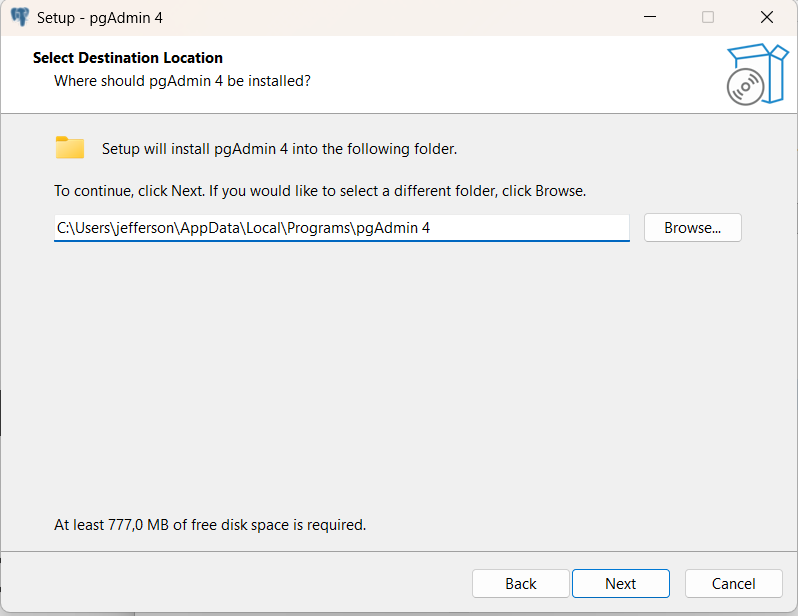 Setup - pgAdmin 4
Select Destination Location
Where should pgAdmin 4 be installed?
Setup will install pgAdmin 4 into the following folder.
To continue, click Next. If you would like to select a different folder, click Browse.
C:\Users\jefferson\AppData\Local\Programs\pgAdmin 4
Browse...
At least 777,0 MB of free disk space is required.
Back
Next
Cancel